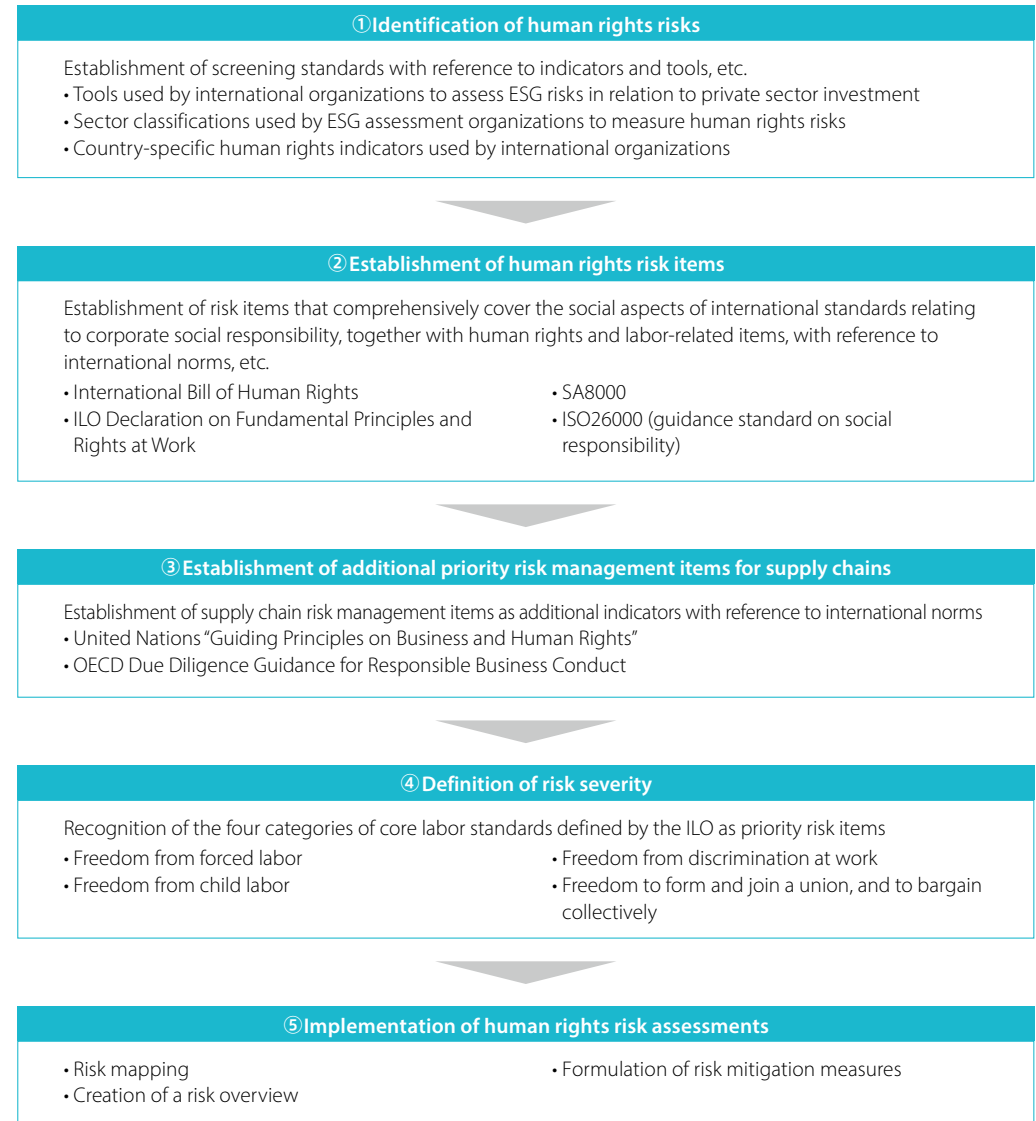 ①Identification of human rights risks
Establishment of screening standards with reference to indicators and tools, etc.
• Tools used by international organizations to assess ESG risks in relation to private sector investment
• Sector classifications used by ESG assessment organizations to measure human rights risks
• Country-specific human rights indicators used by international organizations
②Establishment of human rights risk items
Establishment of risk items that comprehensively cover the social aspects of international standards relating
to corporate social responsibility, together with human rights and labor-related items, with reference to
international norms, etc.
• International Bill of Human Rights
• ILO Declaration on Fundamental Principles and
Rights at Work
• SA8000
• ISO26000 (guidance standard on social
responsibility)
③Establishment of additional priority risk management items for supply chains
Establishment of supply chain risk management items as additional indicators with reference to international norms
• United Nations “Guiding Principles on Business and Human Rights”
• OECD Due Diligence Guidance for Responsible Business Conduct
④Definition of risk severity
Recognition of the four categories of core labor standards defined by the ILO as priority risk items
• Freedom from forced labor
• Freedom from child labor
• Freedom from discrimination at work
• Freedom to form and join a union, and to bargain
collectively
⑤Implementation of human rights risk assessments
• Risk mapping
• Creation of a risk overview
• Formulation of risk mitigation measures